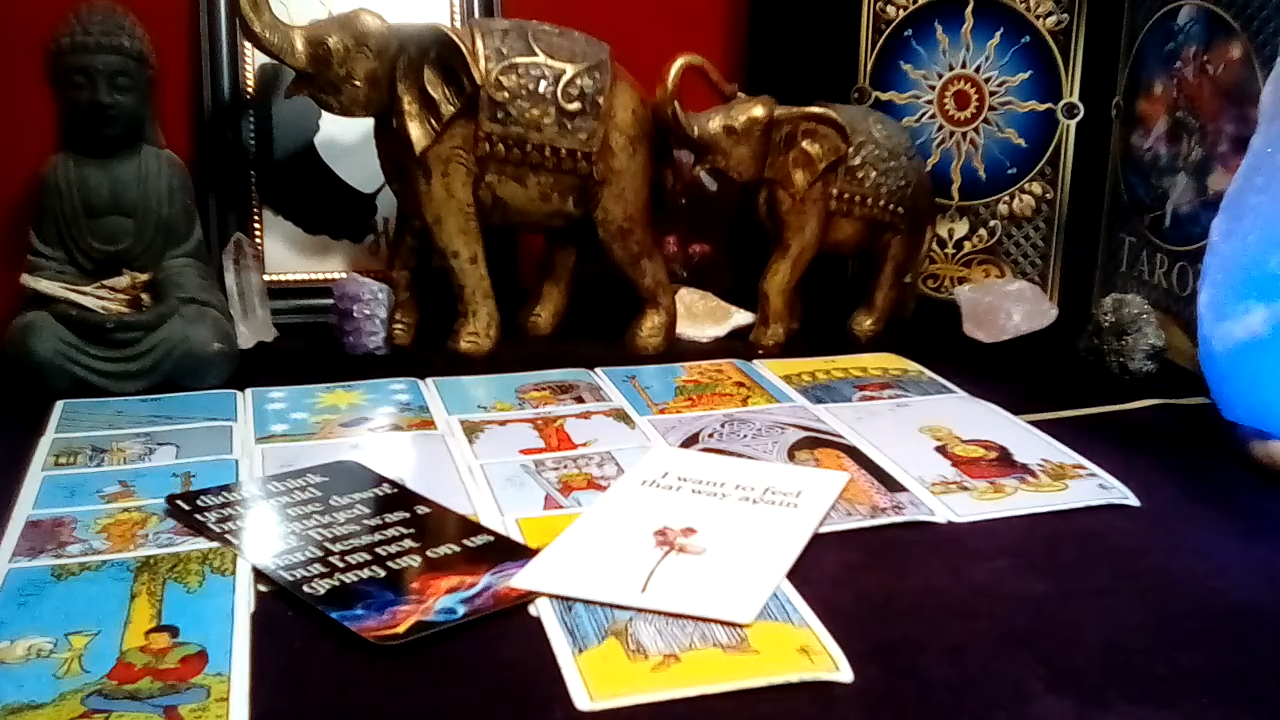 TARO
I want to feel
that way again
I didn't think
you would
me down!
judged
This was a
hard lesson
but I'm not
giving up on us